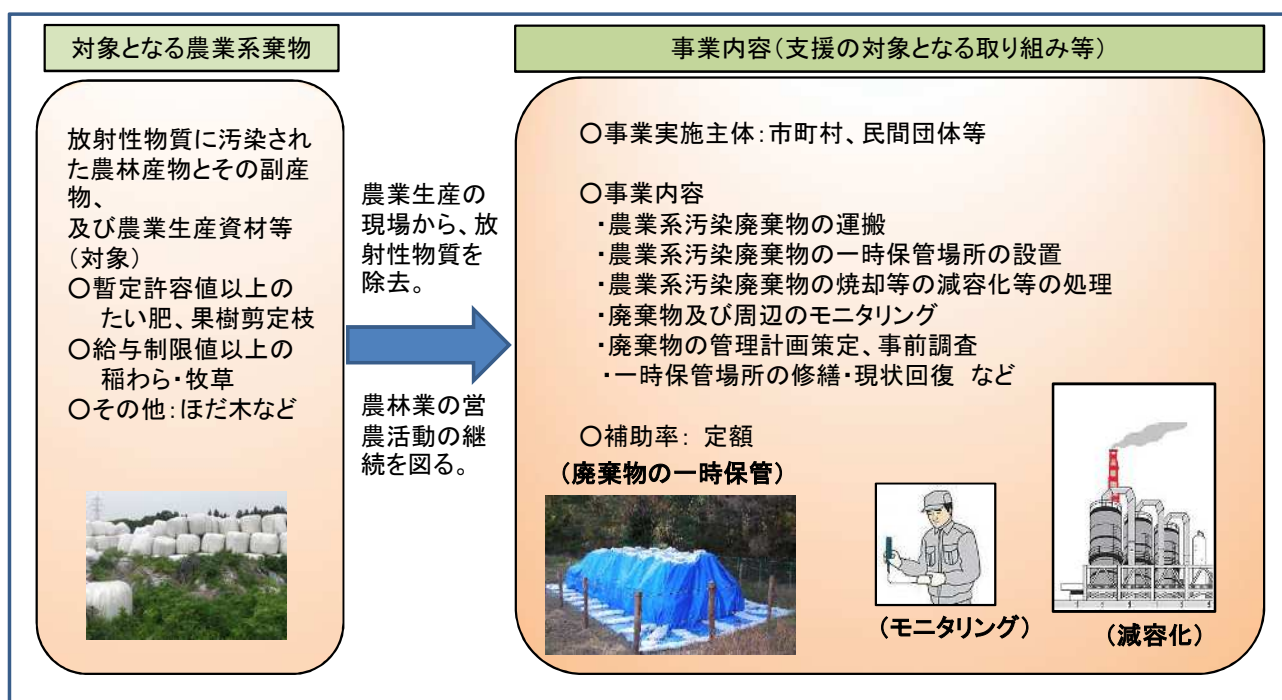 対象となる農業系棄物
放射性物質に汚染され
た農林産物とその副産
物、
及び農業生産資材等
(対象)
○暫定許容値以上の
たい肥、果樹剪定枝
○給与制限値以上の
稲わら・牧草
○その他：ほだ木など
農業生産の
現場から、放
射性物質を
除去。
農林業の営
農活動の継
続を図る。
事業内容（支援の対象となる取り組み等）
○事業実施主体：市町村、民間団体等
○事業内容
・農業系汚染廃棄物の運搬
・農業系汚染廃棄物の一時保管場所の設置
・農業系汚染廃棄物の焼却等の減容化等の処理
・廃棄物及び周辺のモニタリング
・廃棄物の管理計画策定、事前調査
・一時保管場所の修繕・現状回復 など
○補助率： 定額
（廃棄物の一時保管）
（モニタリング）
（減容化）